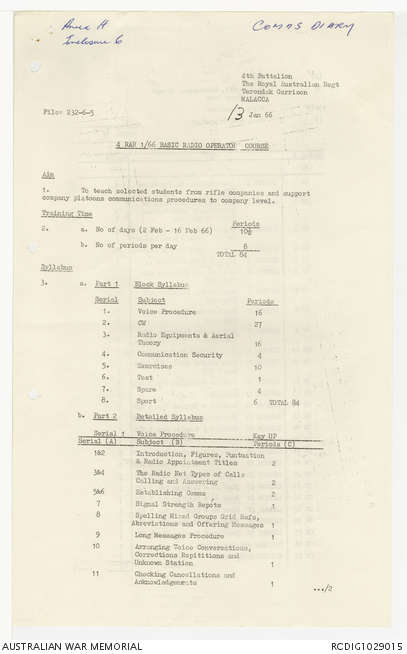 Annex H
Enclosure 6
COMMS DIARY
4th Battalion
The Royal Australian Regt
Terendak Garrison
MALACCA
File: 232-6-5
13 Jan 66
4 RAR 1/66 BASIC RADIO OPERATOR COURSE
Aim
1. To teach selected students from rifle companies and support
company platoons communications procedures to company level.
Training Time
Periods
2. a. No of days (2 Feb - 16 Feb 66) 10½
b. No of periods per day 8
TOTAL 84
Syllabus
3. a. Part 1 Block Syllabus
Serial Subject Periods
1. Voice Procedure 16
2. CW 27
3. Radio Equipments & Aerial
Theory 16
4. Communication Security 4
5. Exercises 10
6. Test 1
7. Spare 4
8. Sport 6 TOTAL 84
b. Part 2 Detailed Syllabus
Serial 1 Voice Procedure Key UP
Serial (A) Subject (B) Periods (C)
1&2 Introduction, Figures, Puntuation
& Radio Appointment Titles 2
3&4 The Radio Net Types of Calls
Calling and Answering 2
5&6 Establishing Comms 2
7 Signal Strength Repots 1
8 Spelling Mixed Groups Grid Refs,
Abreviations and Offering Messages 1
9 Long Messages Procedure 1
10 Arranging Voice Conversations,
Corrections Repititions and
Unknown Station 1
11 Checking Cancellations and
Acknowledgements 1
.../2
AUSTRALIAN WAR MEMORIAL
RCDIG1029015